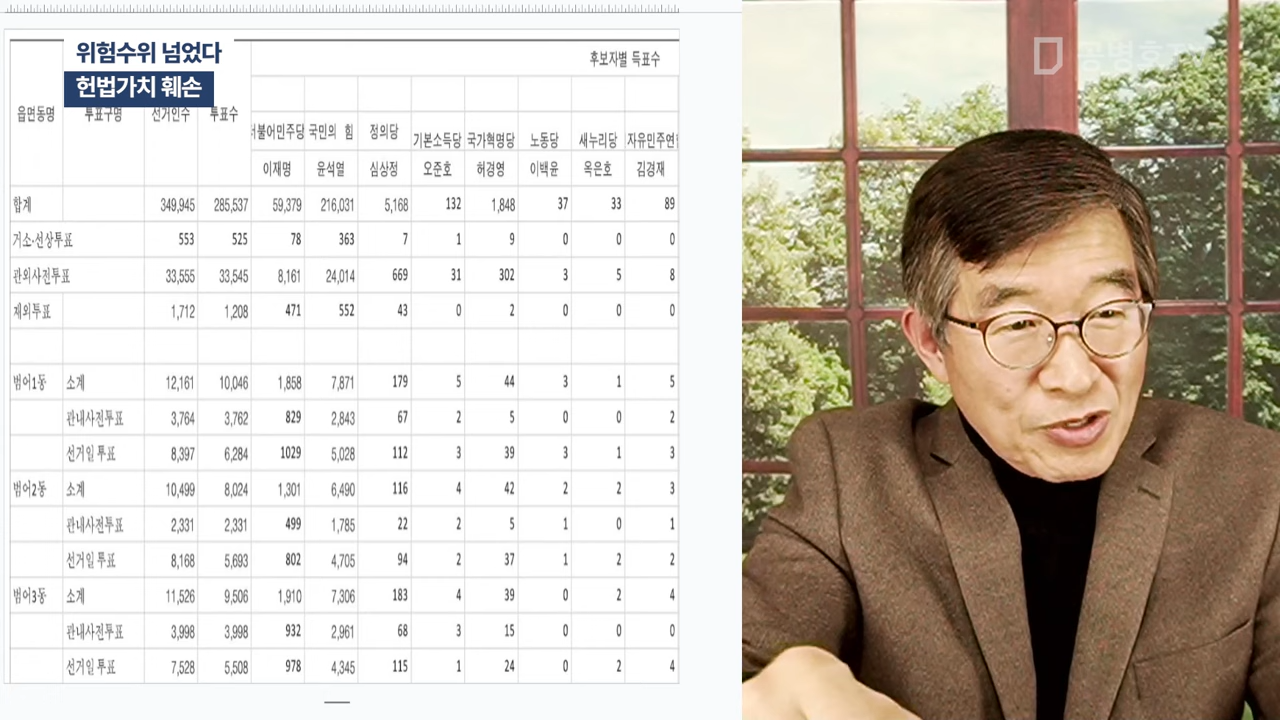 위험수위 넘었다
헌법가치 훼손
후보자별 득표수
읍면동명 투표구명 선거인수 투표수
더불어민주당 국민의 힘 정의당 기본소득당 국가혁명당 노동당 새누리당 자유민주연합
이재명 윤석열 심상정 오준호 허경영 이백윤 옥은호 김경재
합계 349,945 285,537 59,379 216,031 5,168 132 1,848 37 33 89
거소·선상투표 553 525 78 363 7 1 9 0 0 0
관외사전투표 33,555 33,545 8,161 24,014 669 31 302 3 5 8
재외투표 1,712 1,208 471 552 43 0 2 0 0 0
범어1동 소계 12,161 10,046 1,858 7,871 179 5 44 3 1 5
관내사전투표 3,764 3,762 829 2,843 67 2 5 0 0 2
선거일 투표 8,397 6,284 1029 5,028 112 3 39 3 1 3
범어2동 소계 10,499 8,024 1,301 6,490 116 4 42 2 2 3
관내사전투표 2,331 2,331 499 1,785 22 2 5 1 0 1
선거일 투표 8,168 5,693 802 4,705 94 2 37 1 2 2
범어3동 소계 11,526 9,506 1,910 7,306 183 4 39 0 2 4
관내사전투표 3,998 3,998 932 2,961 68 3 15 0 0 0
선거일 투표 7,528 5,508 978 4,345 115 1 24 0 2 4